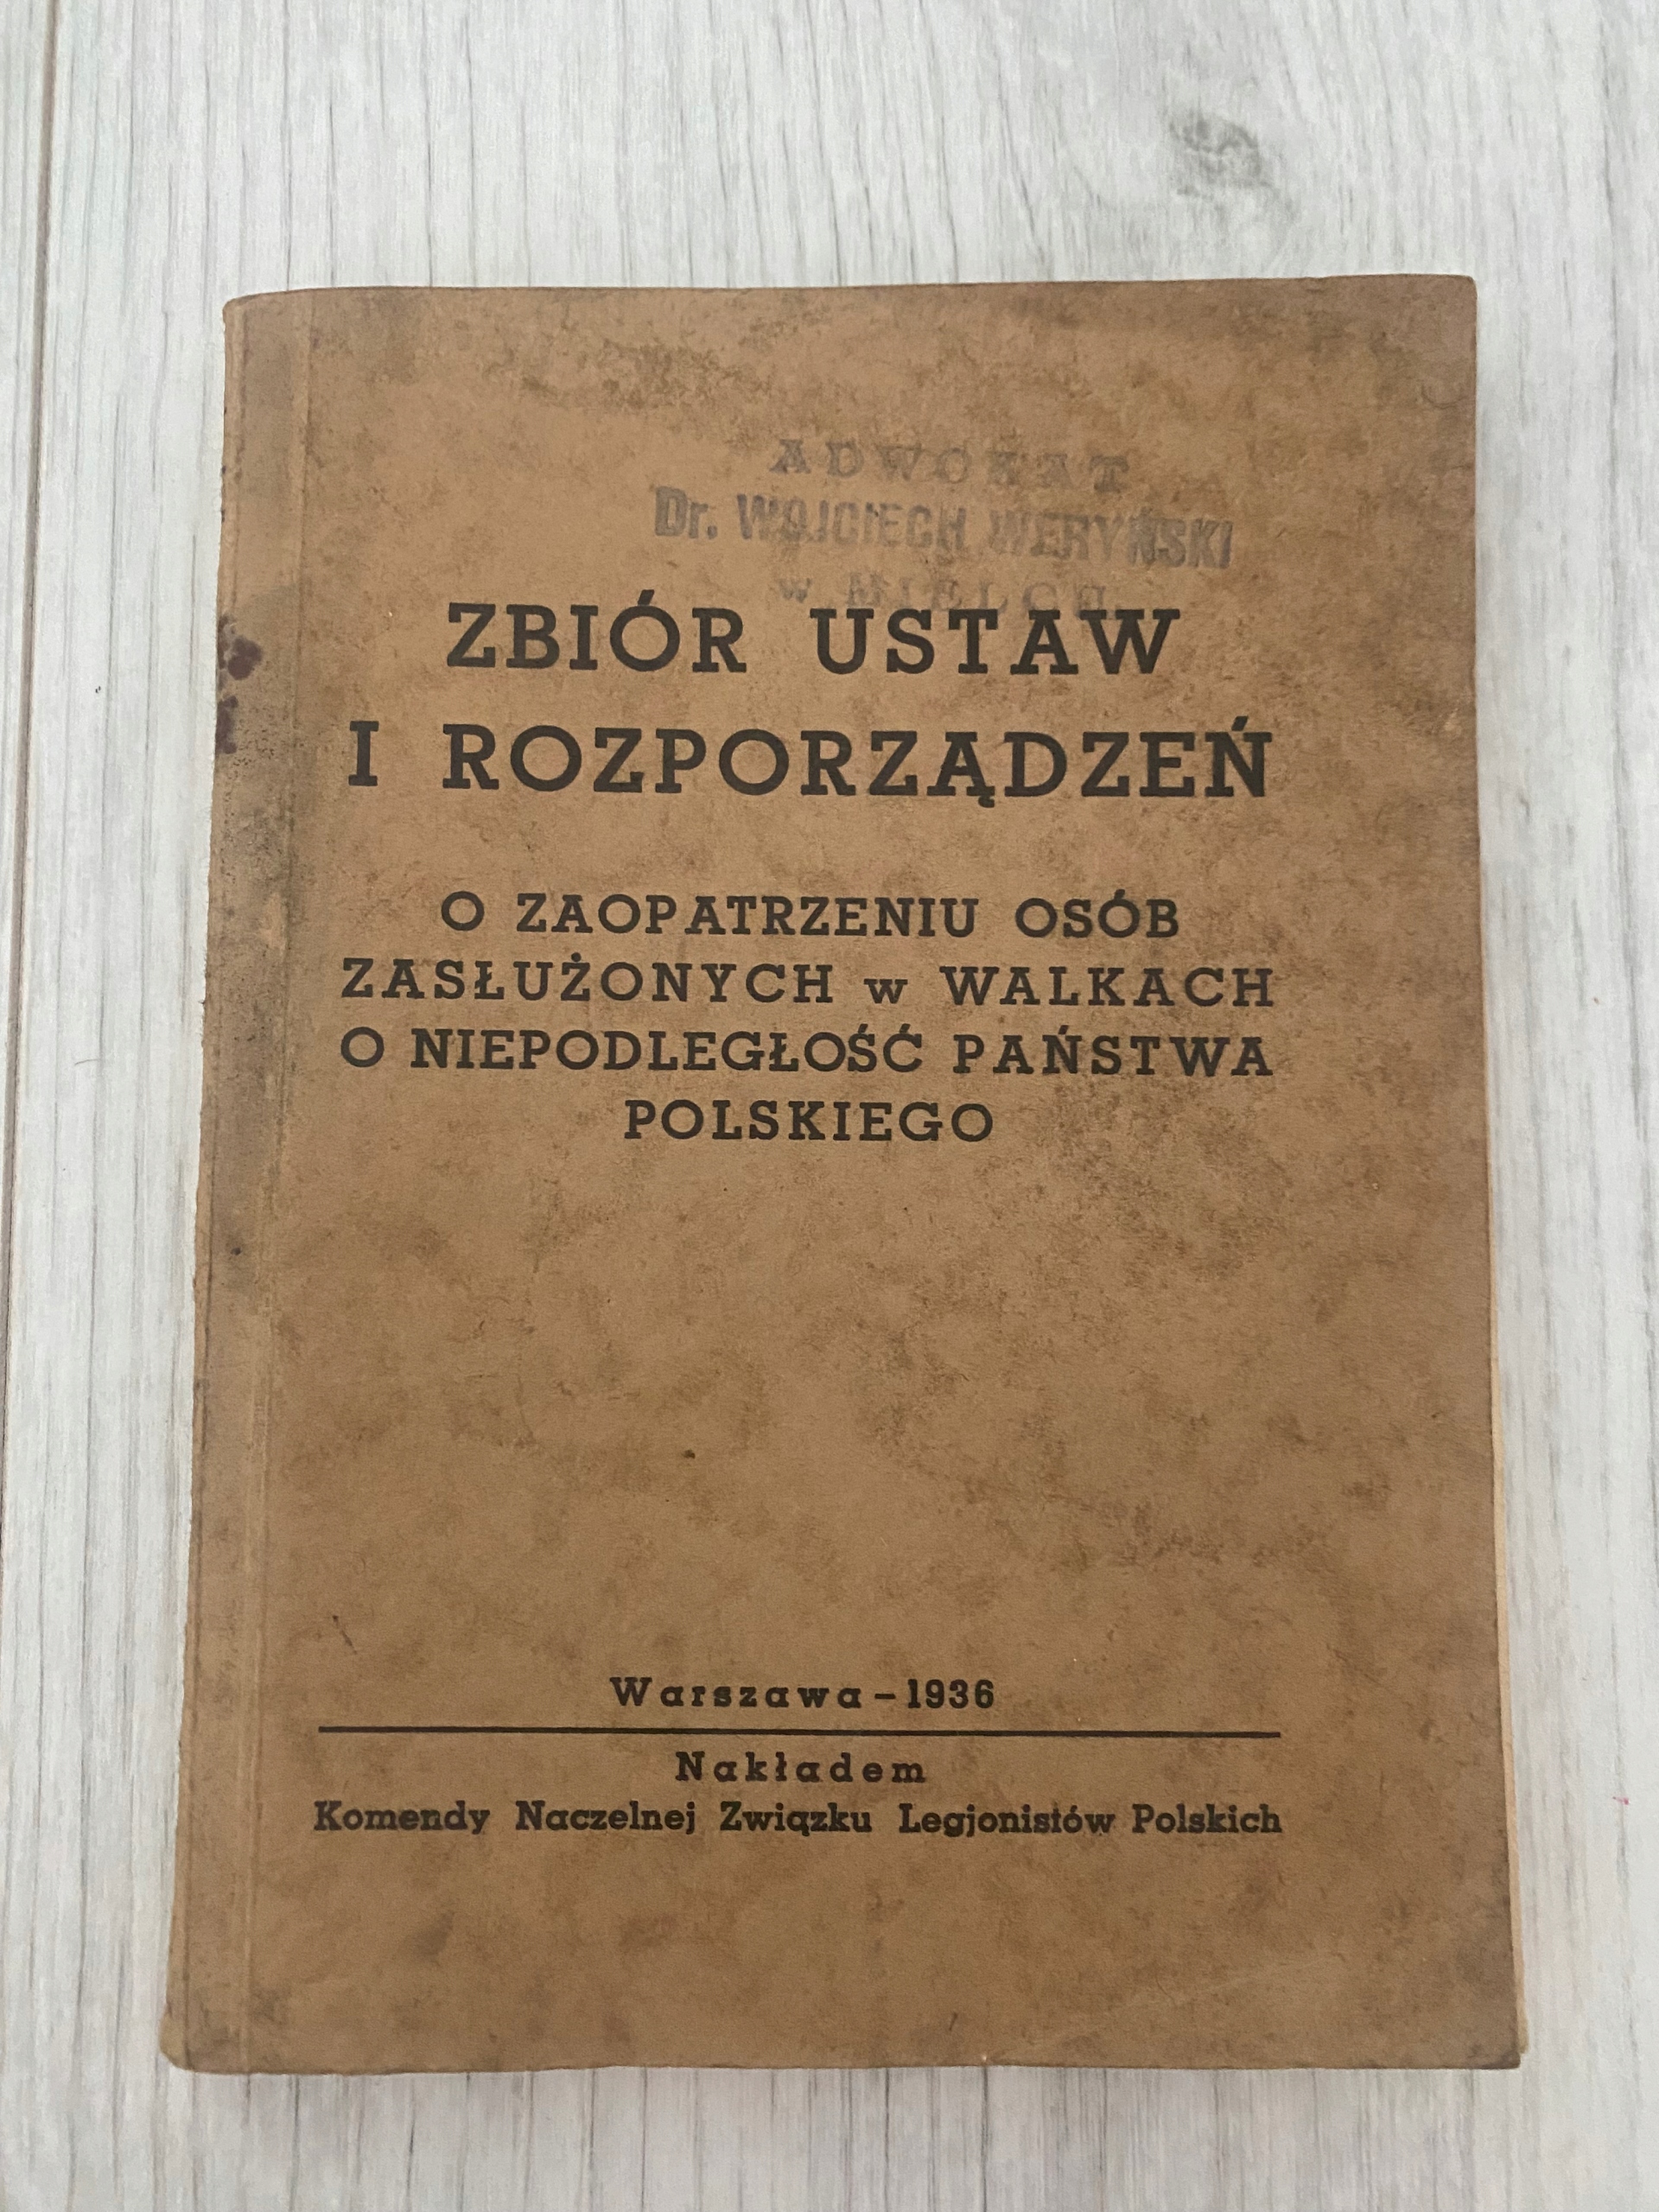 ADWOKAT
Dr. WOJCIECH WERYŃSKI
w MIELCU
ZBIÓR USTAW
I ROZPORZĄDZEŃ
O ZAOPATRZENIU OSÓB
ZASŁUŻONYCH w WALKACH
O NIEPODLEGŁOŚĆ PAŃSTWA
POLSKIEGO
Warszawa – 1936
Nakładem
Komendy Naczelnej Związku Legjonistów Polskich